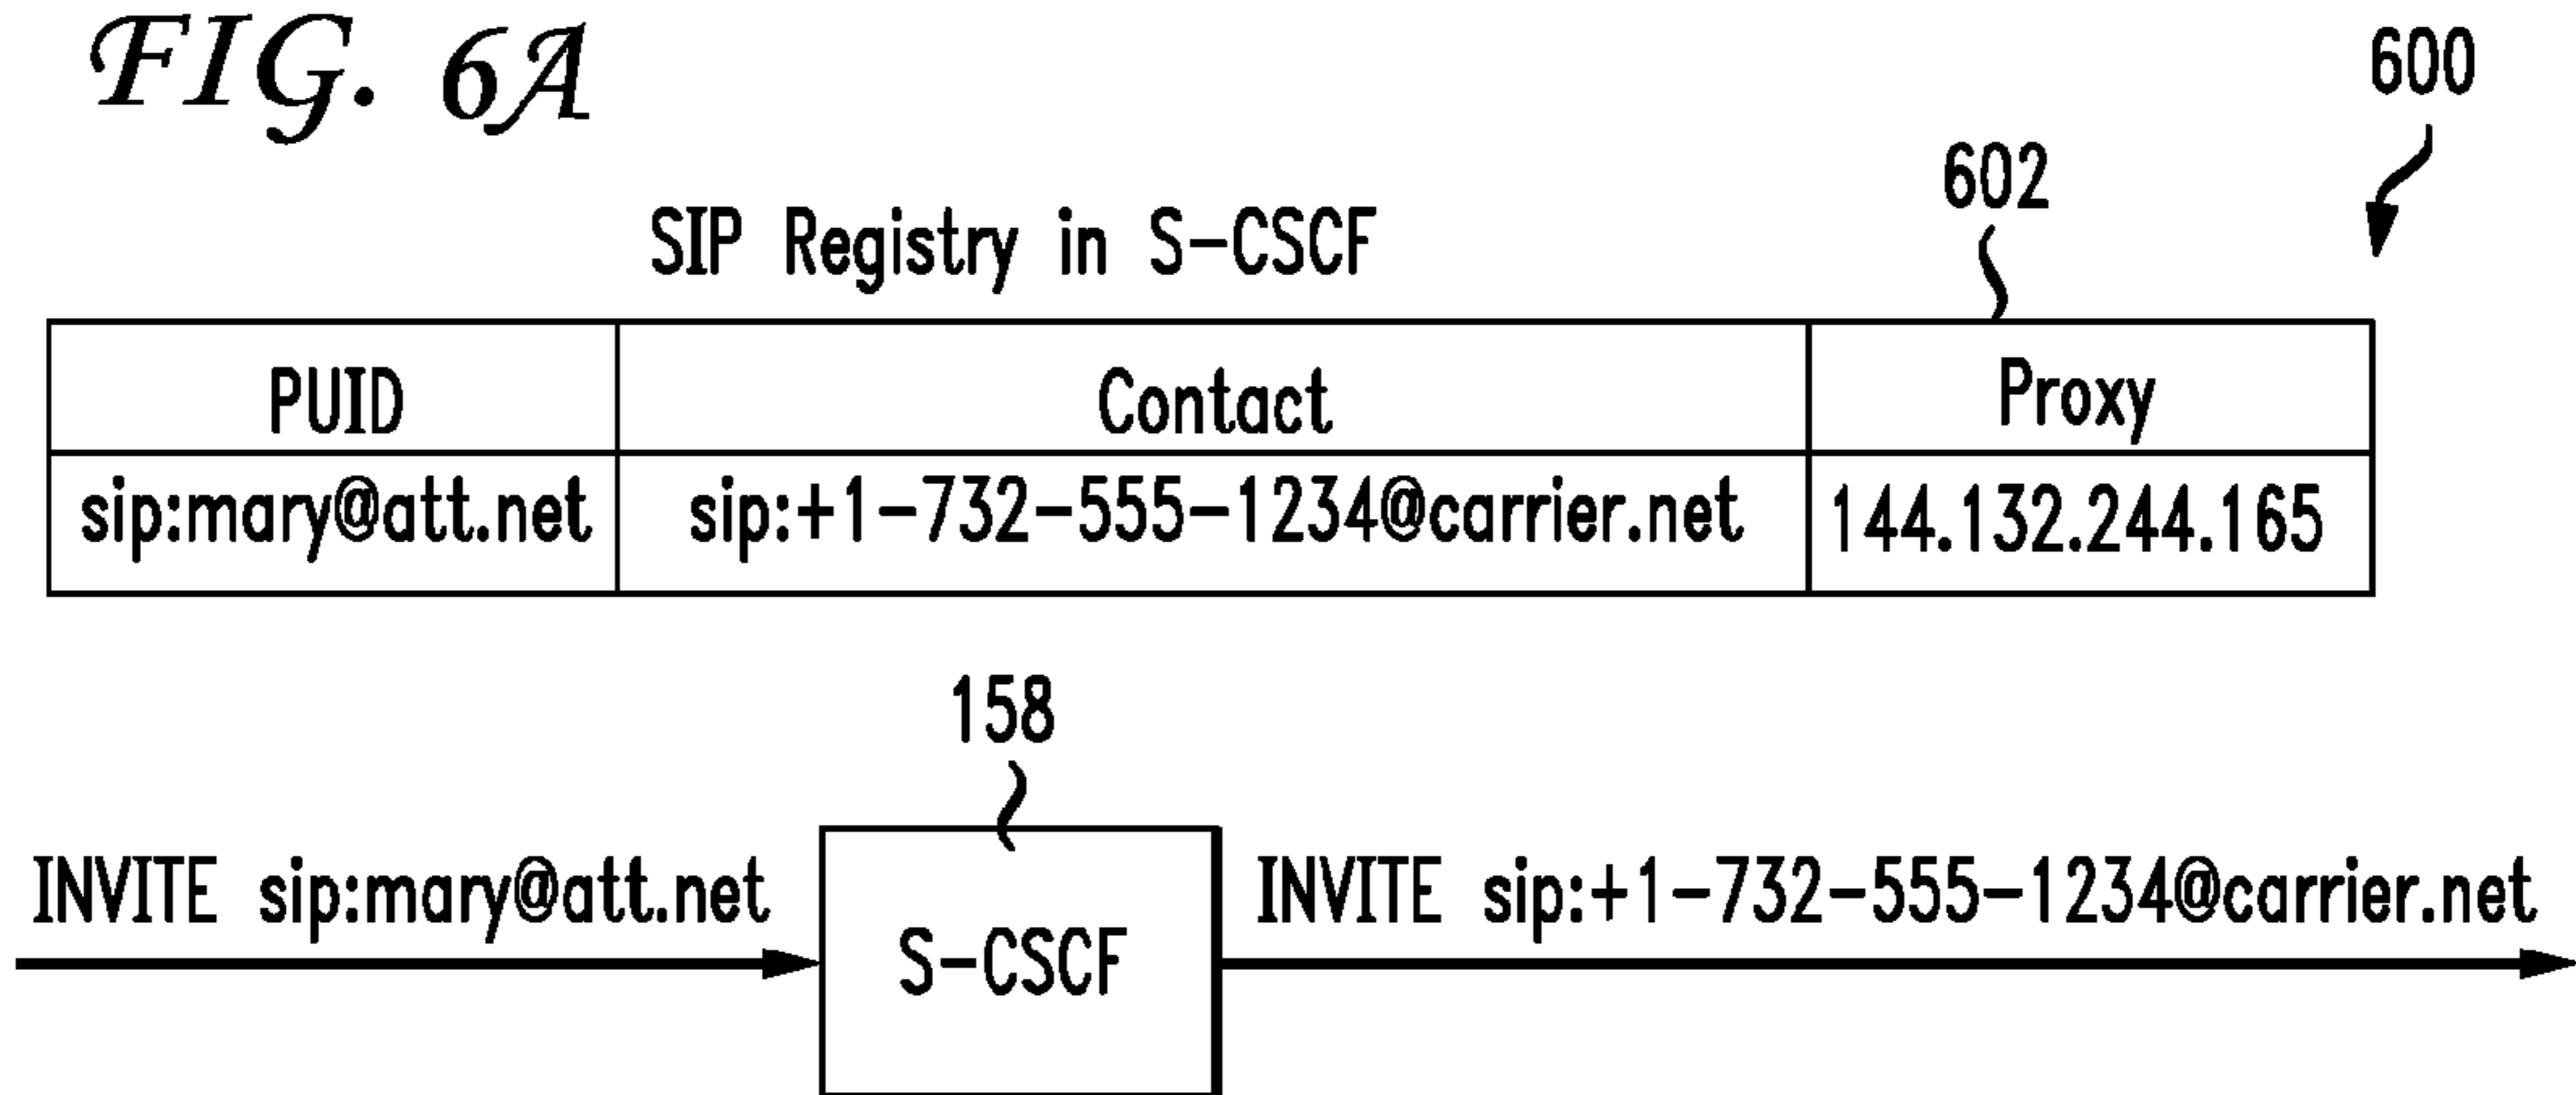 FIG. 6A
600
602
SIP Registry in S-CSCF
PUID Contact Proxy
sip:mary@att.net sip:+1-732-555-1234@carrier.net 144.132.244.165
158
INVITE sip:mary@att.net INVITE sip:+1-732-555-1234@carrier.net
S-CSCF